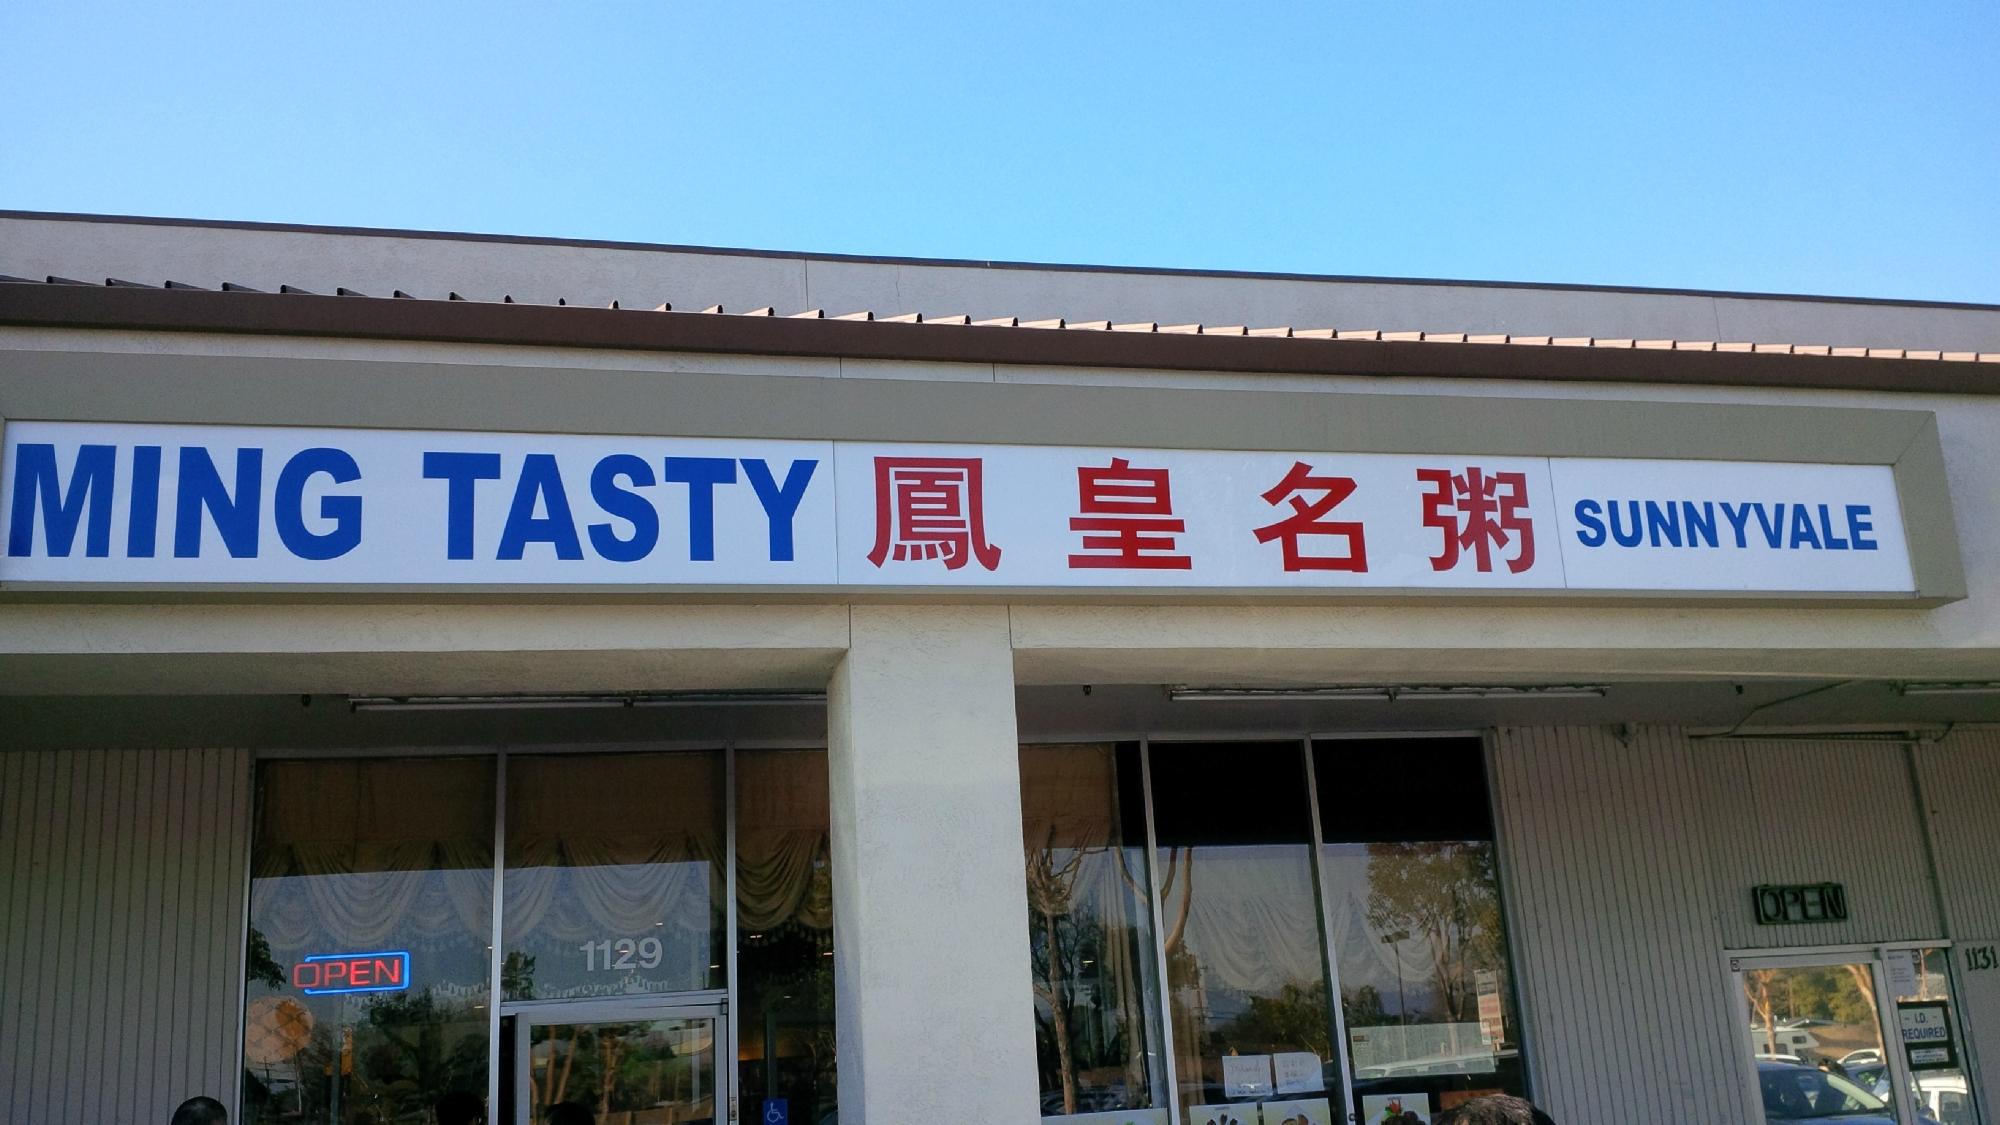 MING TASTY 鳳皇名粥 SUNNYVALE
OPEN
1129
OPEN
1131
I.D.
REQUIRED